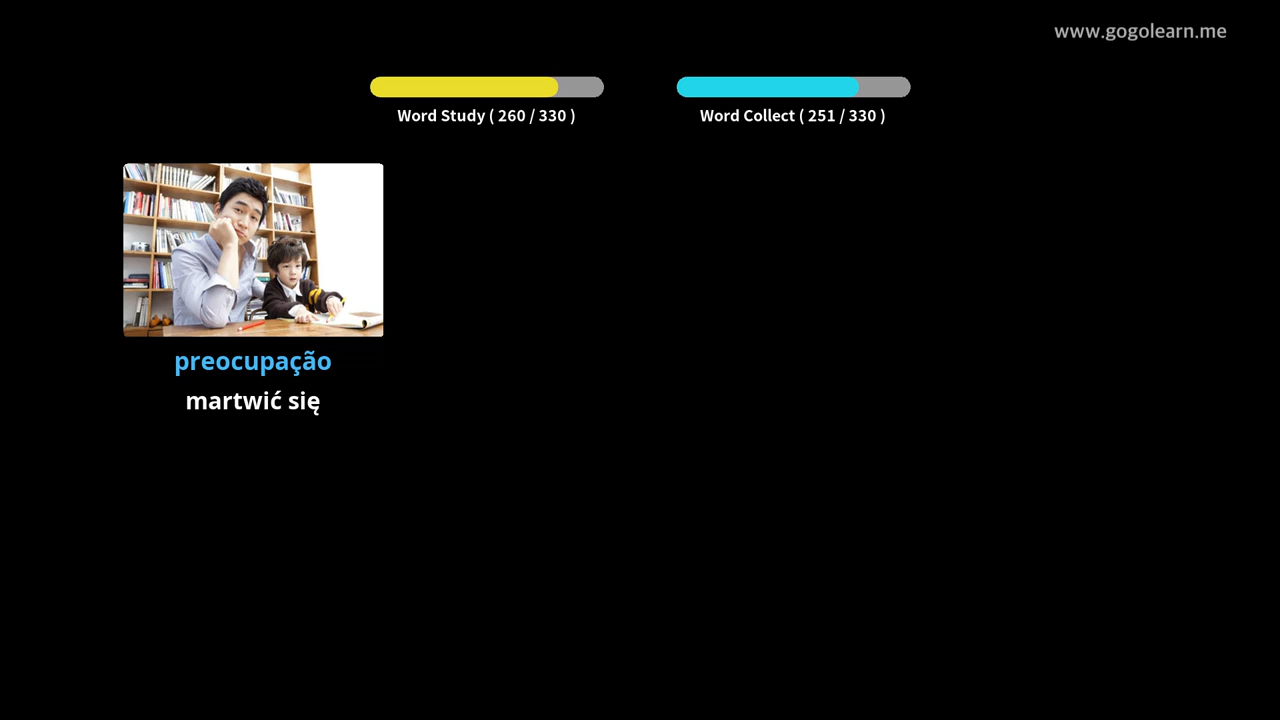 www.gogolearn.me
Word Study ( 260 / 330 )
Word Collect ( 251 / 330 )
preocupação
martwić się